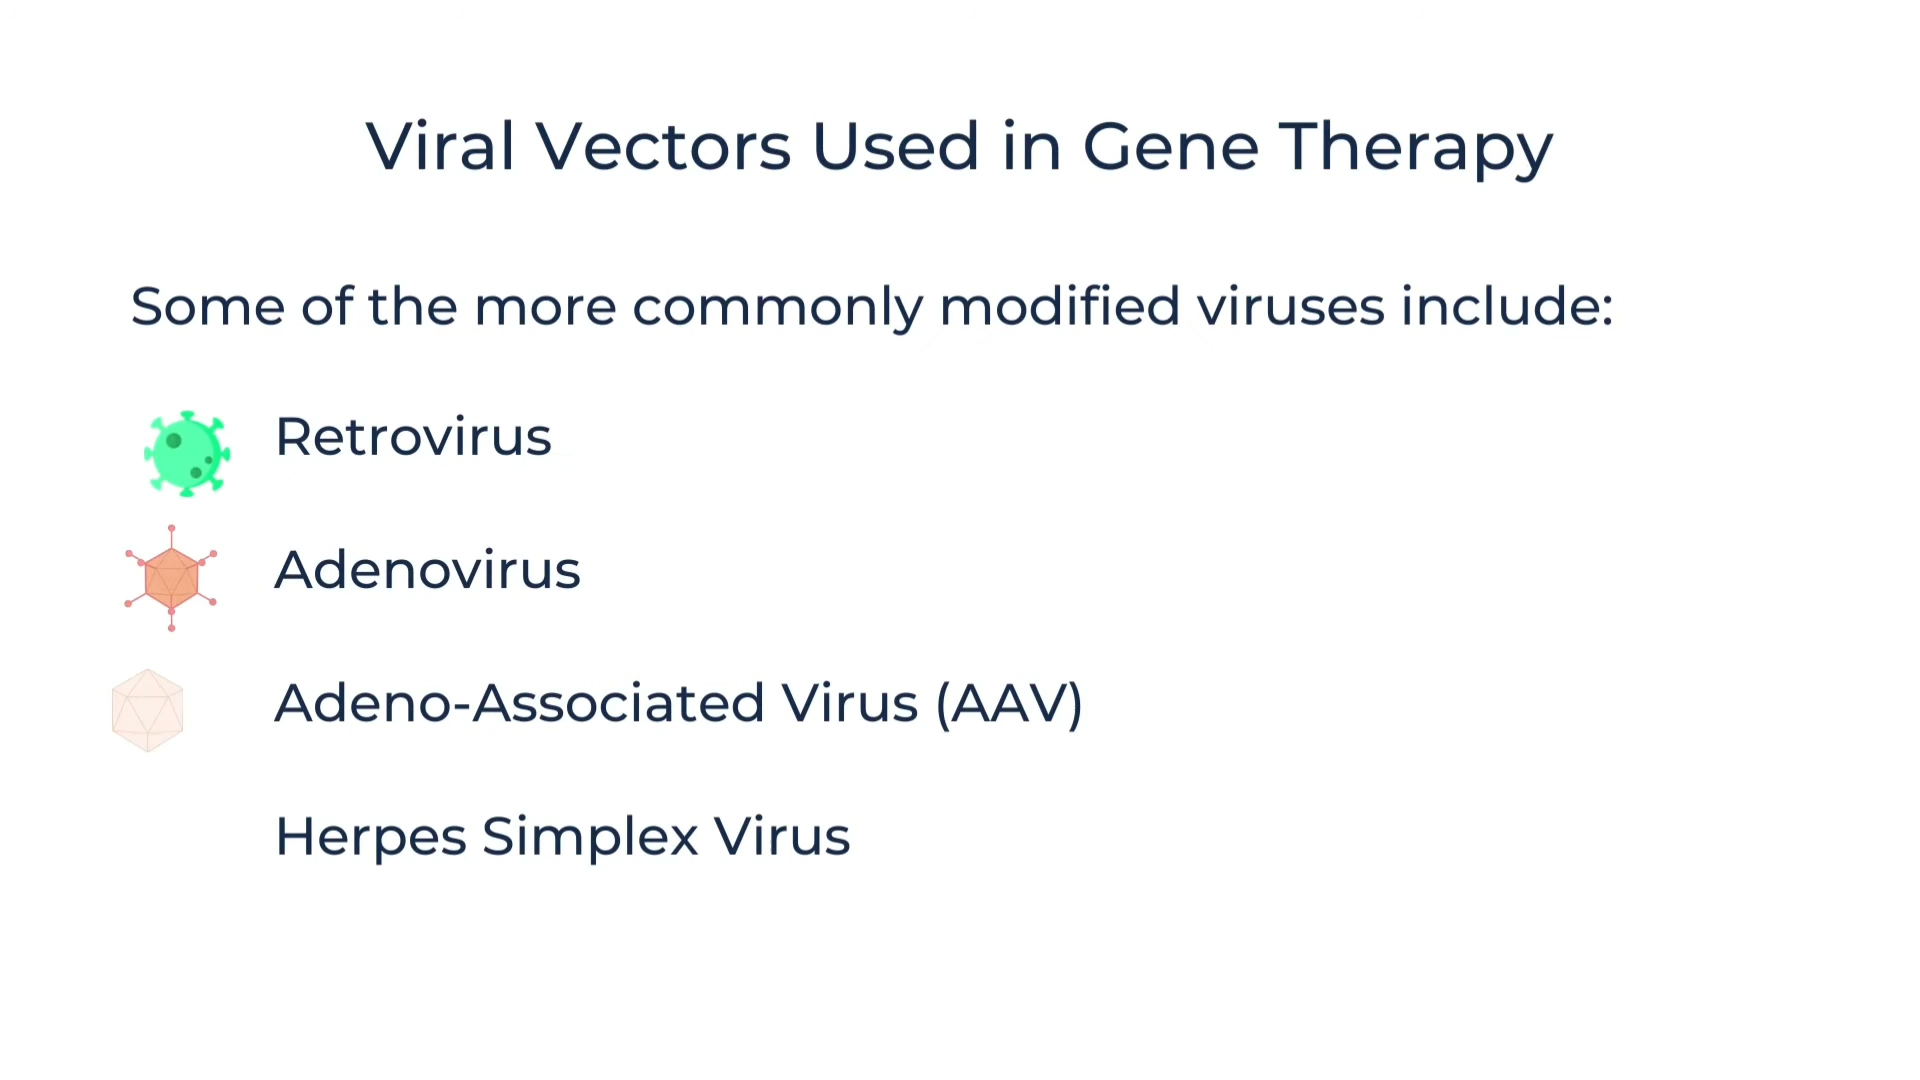 Viral Vectors Used in Gene Therapy
Some of the more commonly modified viruses include:
Retrovirus
Adenovirus
Adeno-Associated Virus (AAV)
Herpes Simplex Virus